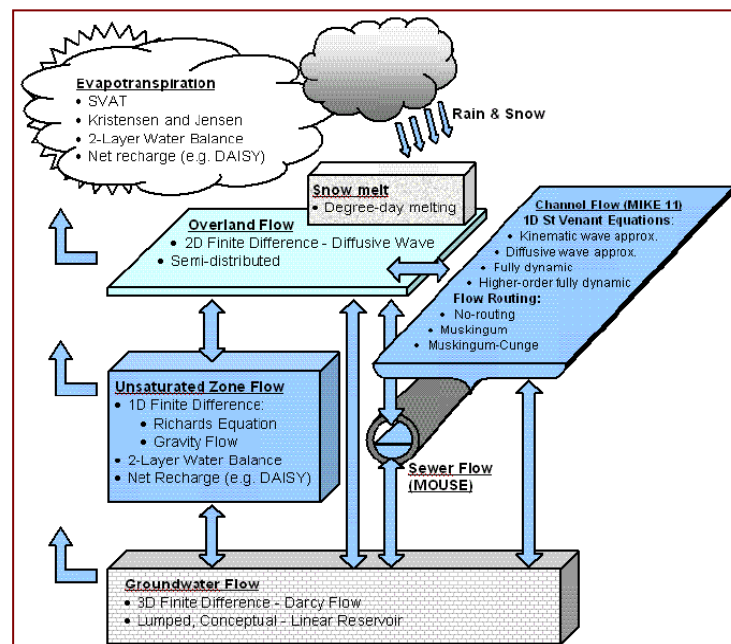 Evapotranspiration
• SVAT
• Kristensen and Jensen
• 2-Layer Water Balance
• Net recharge (e.g. DAISY)
Rain & Snow
Snow melt
• Degree-day melting
Overland Flow
• 2D Finite Difference - Diffusive Wave
• Semi-distributed
Channel Flow (MIKE 11)
1D St Venant Equations:
• Kinematic wave approx.
• Diffusive wave approx.
• Fully dynamic
• Higher-order fully dynamic
Flow Routing:
• No-routing
• Muskingum
• Muskingum-Cunge
Unsaturated Zone Flow
• 1D Finite Difference:
• Richards Equation
• Gravity Flow
• 2-Layer Water Balance
• Net Recharge (e.g. DAISY)
Sewer Flow
(MOUSE)
Groundwater Flow
• 3D Finite Difference - Darcy Flow
• Lumped, Conceptual - Linear Reservoir